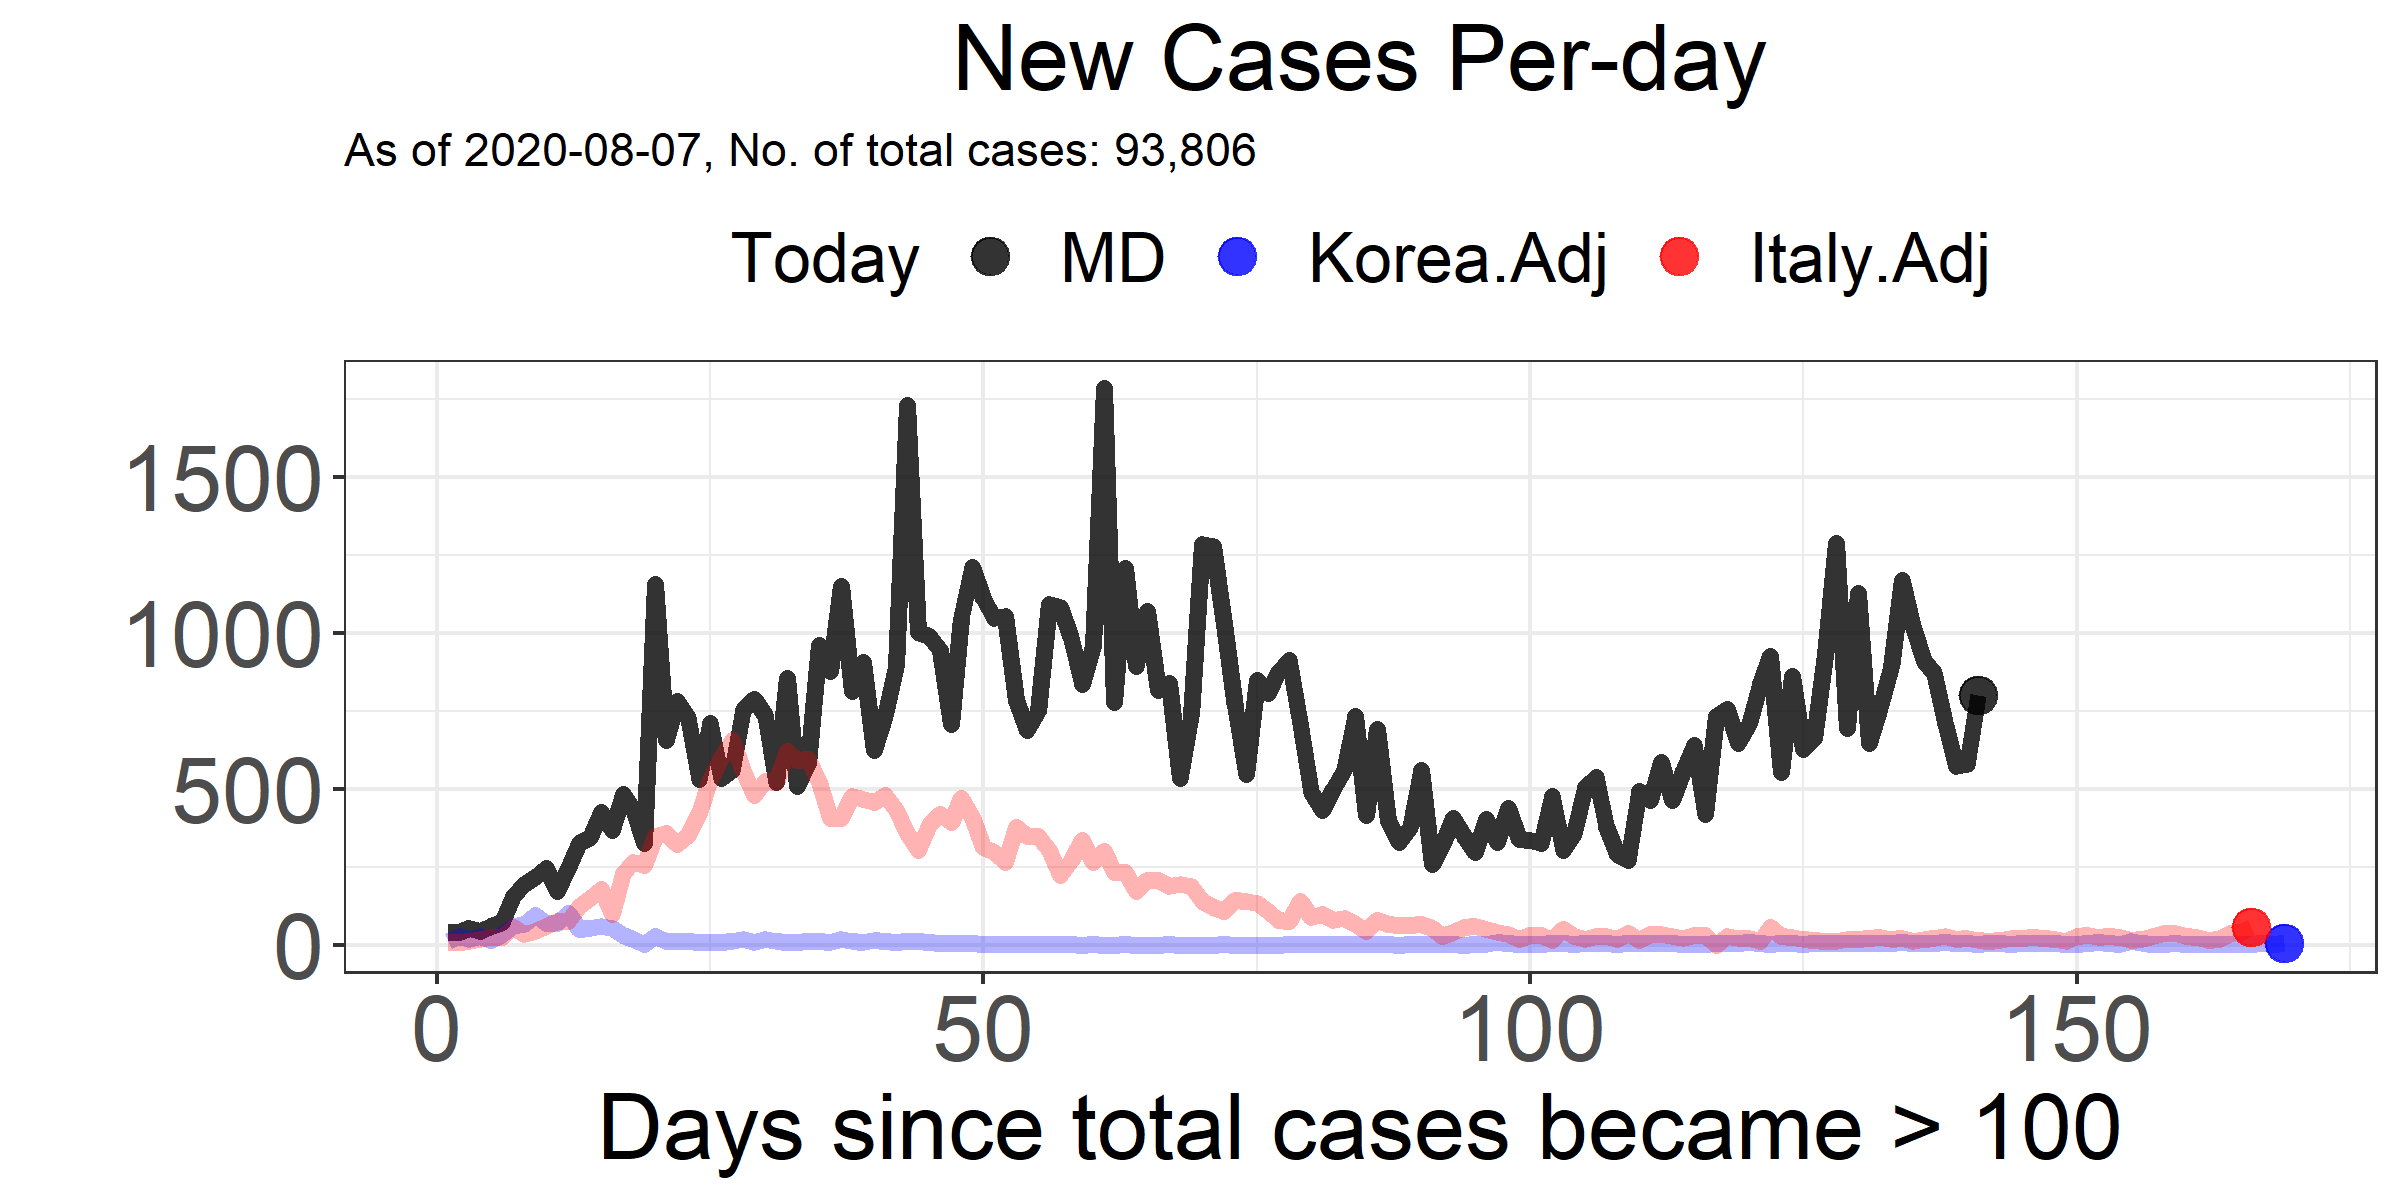 New Cases Per-day
As of 2020-08-07, No. of total cases: 93,806
Today MD Korea.Adj Italy.Adj
1500
1000
500
0
0 50 100 150
Days since total cases became > 100